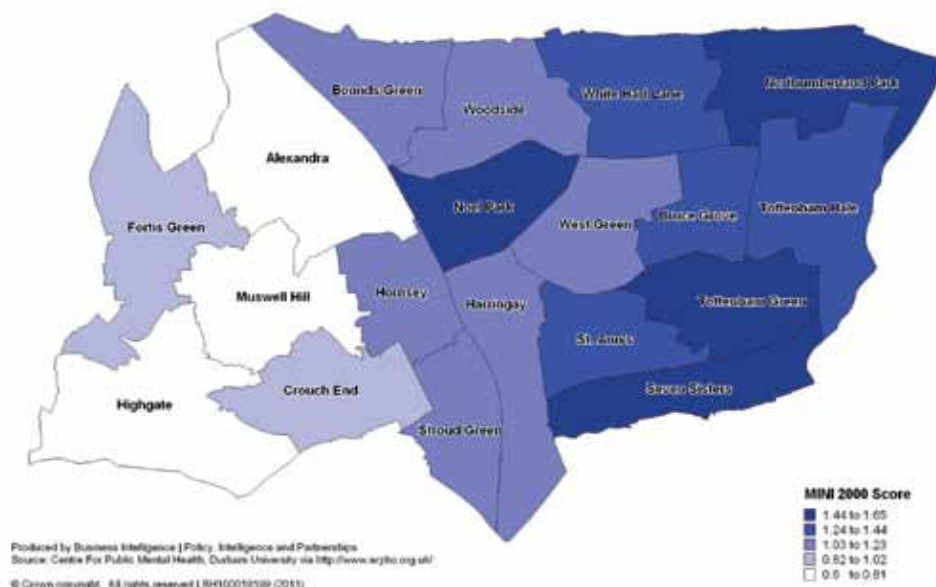 Bounds Green
Woodside
White Hart Lane
Northumberland Park
Alexandra
Noel Park
West Green
Bruce Grove
Tottenham Hale
Fortis Green
Muswell Hill
Hornsey
Harringay
Tottenham Green
St. Ann's
Crouch End
Seven Sisters
Highgate
Stroud Green
MINI 2000 Score
1.44 to 1.65
1.24 to 1.44
1.03 to 1.23
0.82 to 1.02
0.6 to 0.81
Produced by Business Intelligence | Policy, Intelligence and Partnerships
Source: Centre For Public Mental Health, Durham University via http://www.nepho.org.uk/
© Crown copyright. All rights reserved (2011)